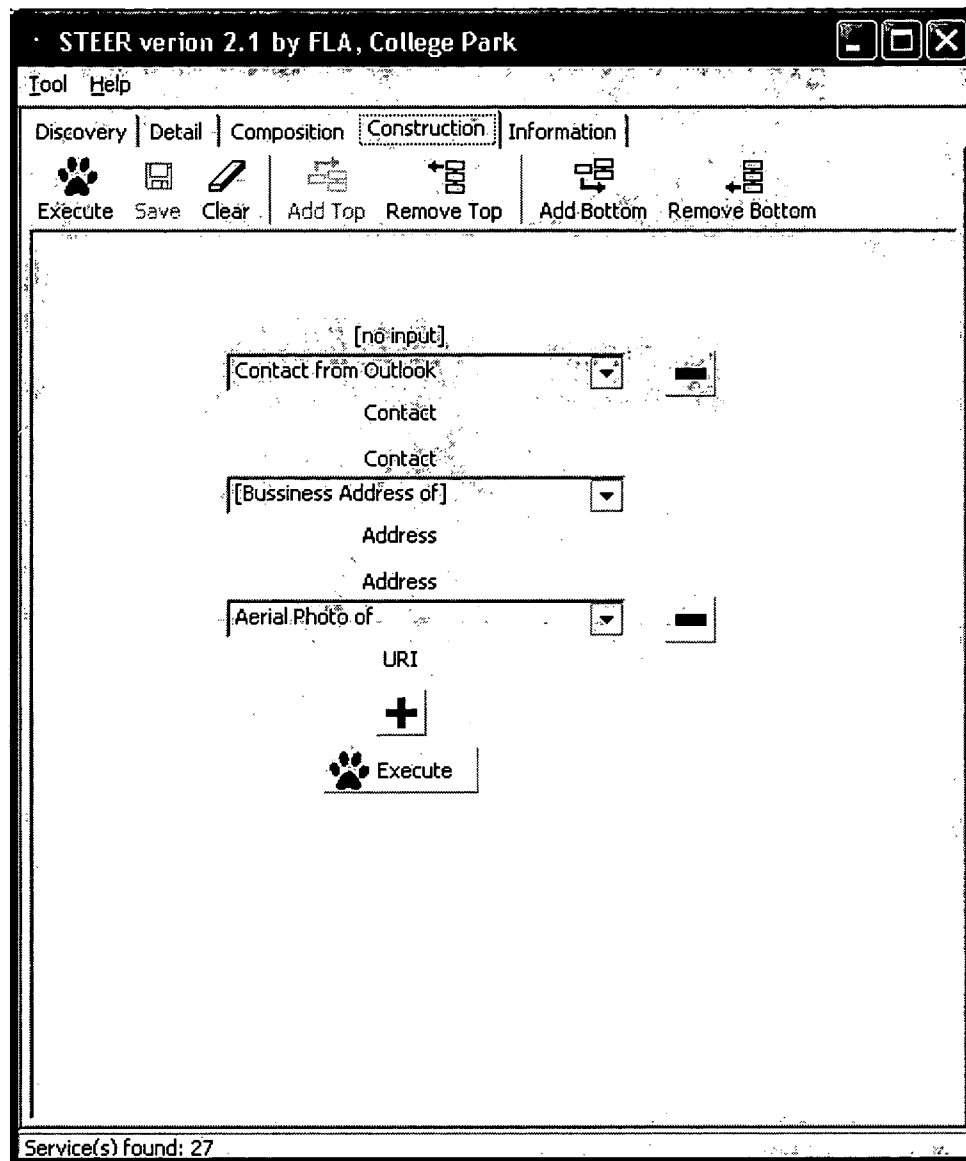 STEER verion 2.1 by FLA, College Park
Tool Help
Discovery Detail Composition Construction Information
Execute Save Clear Add Top Remove Top Add Bottom Remove Bottom
[no input]
Contact from Outlook
Contact
Contact
[Bussiness Address of]
Address
Address
Aerial Photo of
URI
Execute
Service(s) found: 27